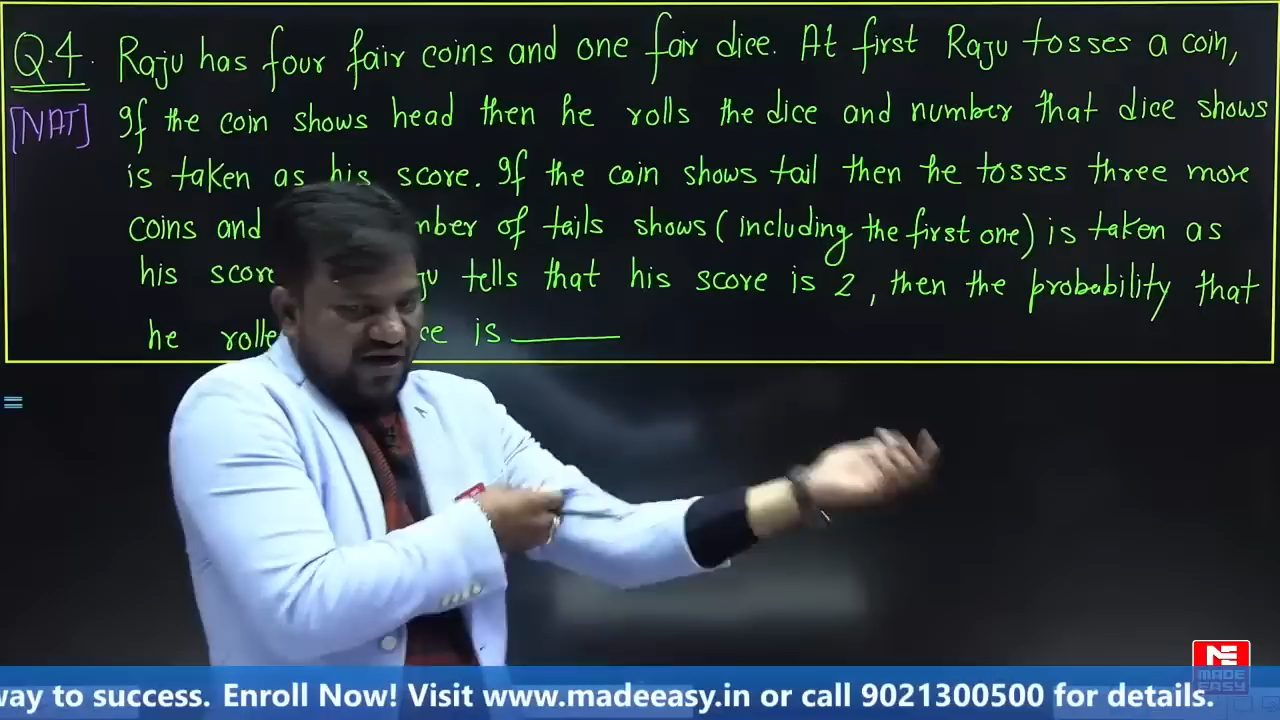 Q.4. Raju has four fair coins and one fair dice. At first Raju tosses a coin,
[NAT] If the coin shows head then he rolls the dice and number that dice shows
is taken as his score. If the coin shows tail then he tosses three more
coins and mber of tails shows (including the first one) is taken as
his score ju tells that his score is 2, then the probability that
he rolle ce is
NE
MADE EASY
way to success. Enroll Now! Visit www.madeeasy.in or call 9021300500 for details.